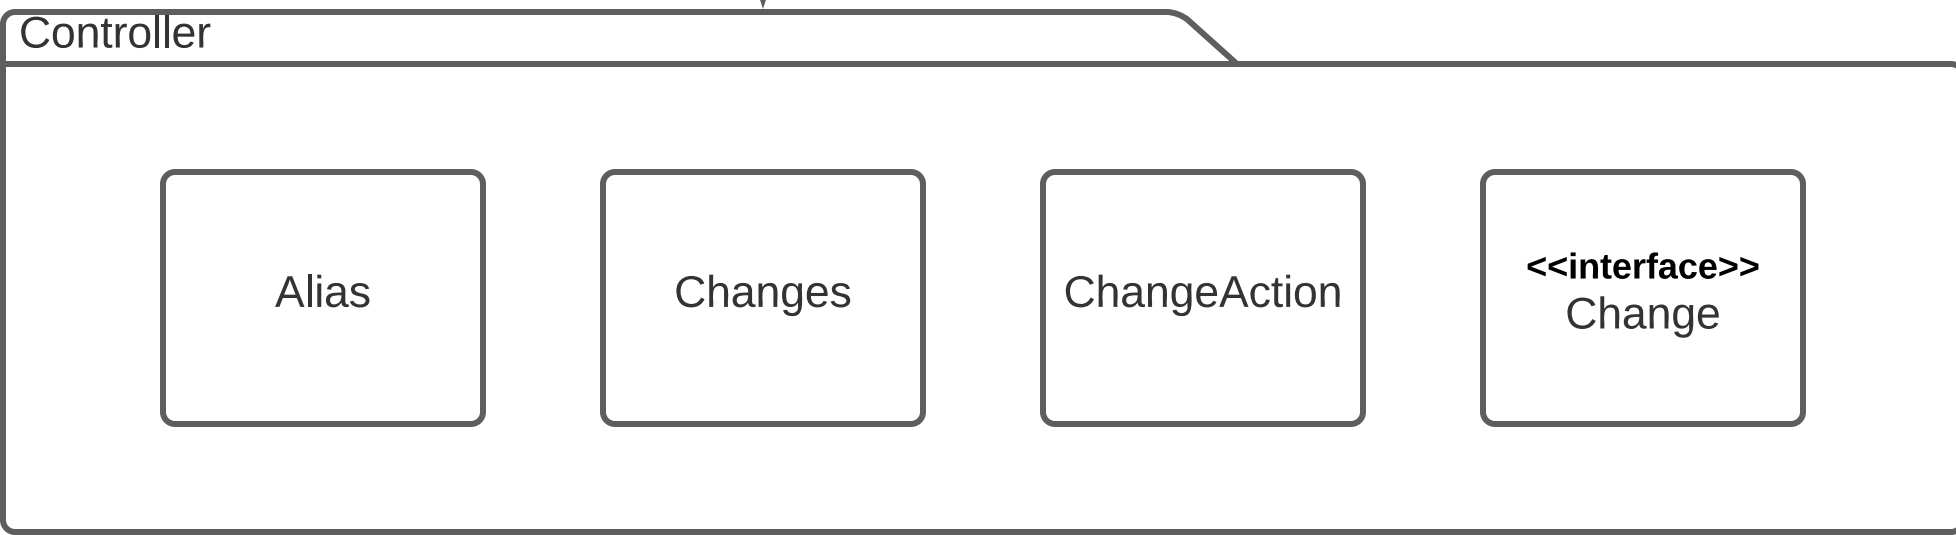 Controller
Alias
Changes
ChangeAction
<<interface>>
Change